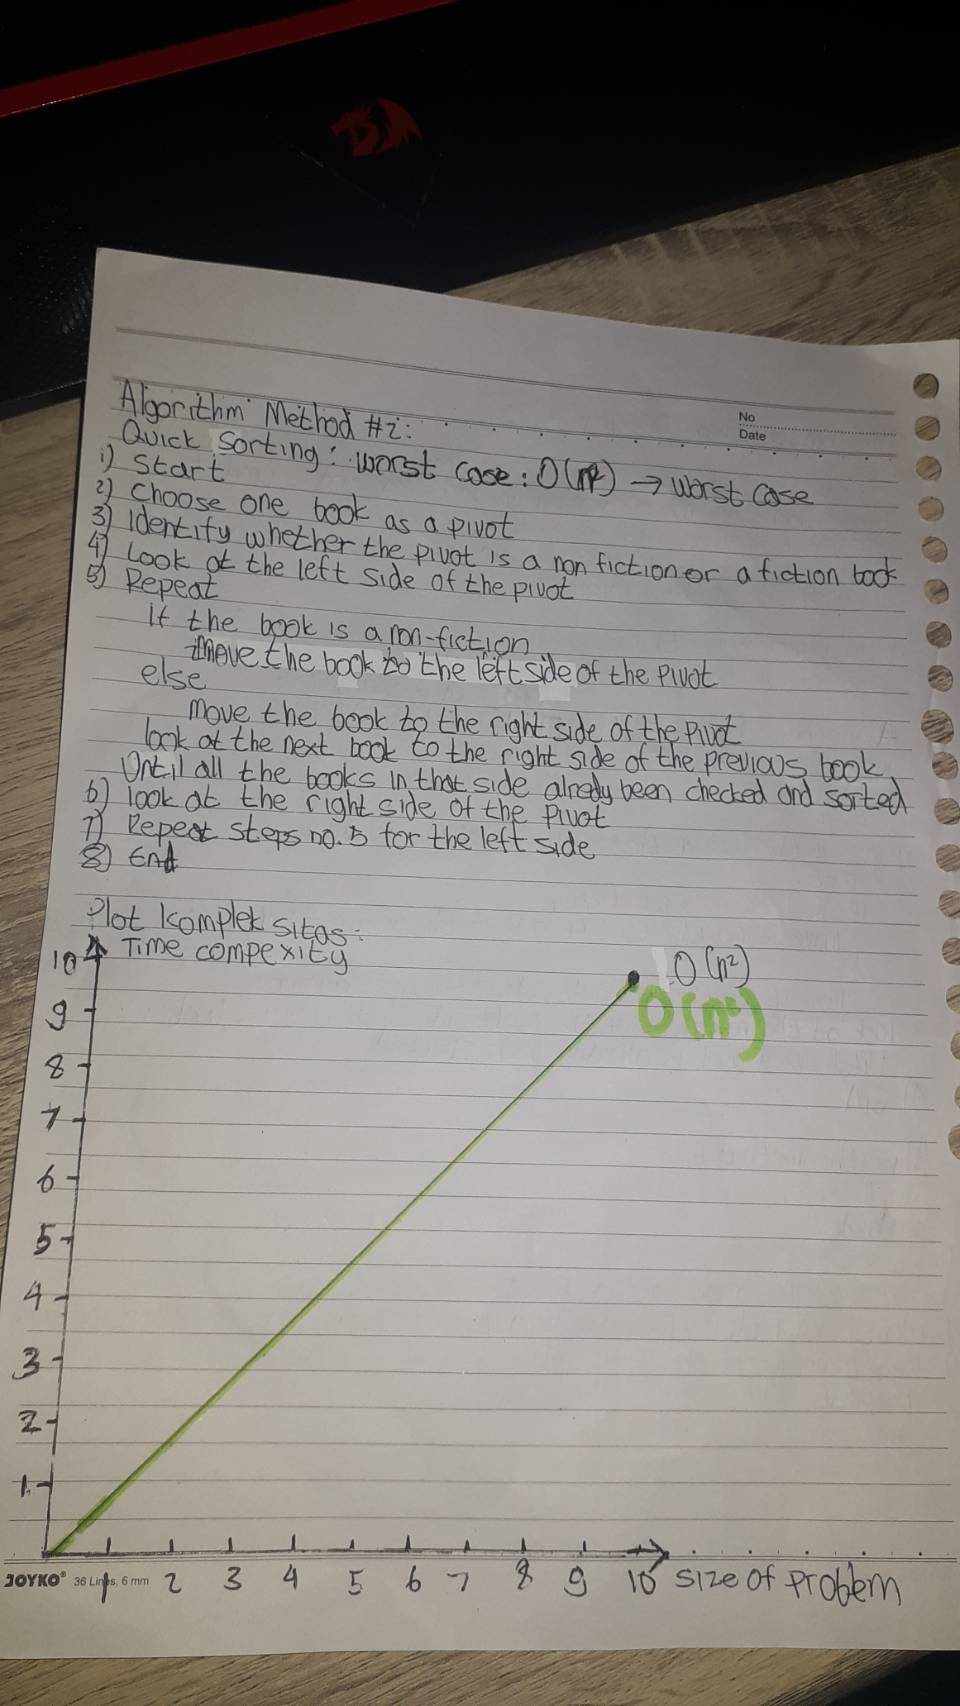 Algorithm Method #2:
No
Date
Quick sorting: worst case: O(n²) → worst case
1) Start
2) Choose one book as a pivot
3) Identify whether the pivot is a non fiction or a fiction book
4) Look at the left side of the pivot
5) Repeat
If the book is a non-fiction
move the book to the left side of the pivot
else
move the book to the right side of the pivot
look at the next book to the right side of the previous book
Until all the books in that side alredy been checked and sorted
6) look at the right side of the pivot
7) Repeat steps no. 5 for the left side
8) End
Plot komplek sitas:
Time compexity
10
9
8
7
6
5
4
3
2
1
O(n²)
O(n²)
1 2 3 4 5 6 7 8 9 10 size of problem
JOYKO® 36 Lines, 6 mm